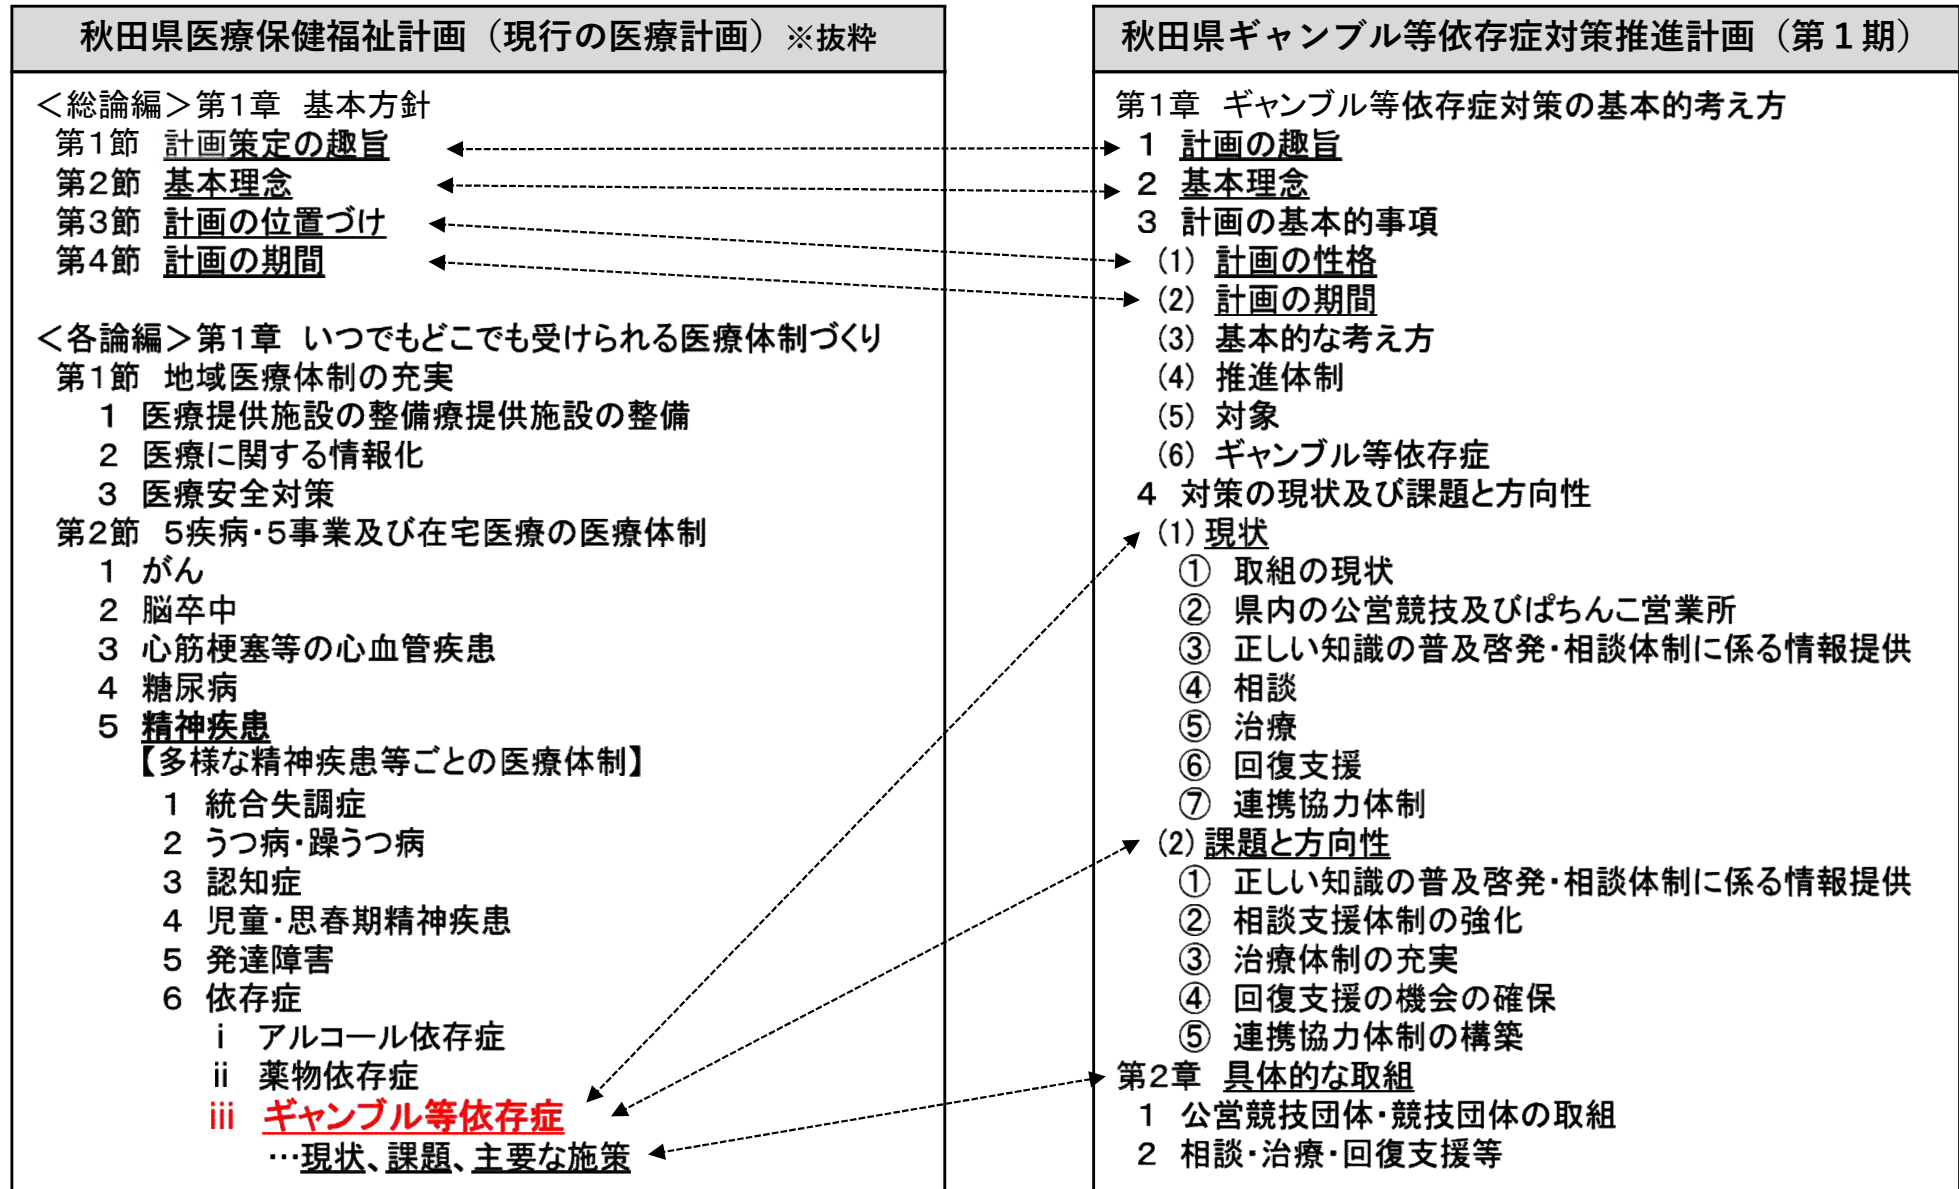 秋田県医療保健福祉計画（現行の医療計画）※抜粋
＜総論編＞第1章 基本方針
第1節 計画策定の趣旨
第2節 基本理念
第3節 計画の位置づけ
第4節 計画の期間
＜各論編＞第1章 いつでもどこでも受けられる医療体制づくり
第1節 地域医療体制の充実
1 医療提供施設の整備療提供施設の整備
2 医療に関する情報化
3 医療安全対策
第2節 5疾病・5事業及び在宅医療の医療体制
1 がん
2 脳卒中
3 心筋梗塞等の心血管疾患
4 糖尿病
5 精神疾患
【多様な精神疾患等ごとの医療体制】
1 統合失調症
2 うつ病・躁うつ病
3 認知症
4 児童・思春期精神疾患
5 発達障害
6 依存症
ⅰ アルコール依存症
ⅱ 薬物依存症
ⅲ ギャンブル等依存症
…現状、課題、主要な施策
秋田県ギャンブル等依存症対策推進計画（第１期）
第1章 ギャンブル等依存症対策の基本的考え方
1 計画の趣旨
2 基本理念
3 計画の基本的事項
(1) 計画の性格
(2) 計画の期間
(3) 基本的な考え方
(4) 推進体制
(5) 対象
(6) ギャンブル等依存症
4 対策の現状及び課題と方向性
(1) 現状
① 取組の現状
② 県内の公営競技及びぱちんこ営業所
③ 正しい知識の普及啓発・相談体制に係る情報提供
④ 相談
⑤ 治療
⑥ 回復支援
⑦ 連携協力体制
(2) 課題と方向性
① 正しい知識の普及啓発・相談体制に係る情報提供
② 相談支援体制の強化
③ 治療体制の充実
④ 回復支援の機会の確保
⑤ 連携協力体制の構築
第2章 具体的な取組
1 公営競技団体・競技団体の取組
2 相談・治療・回復支援等